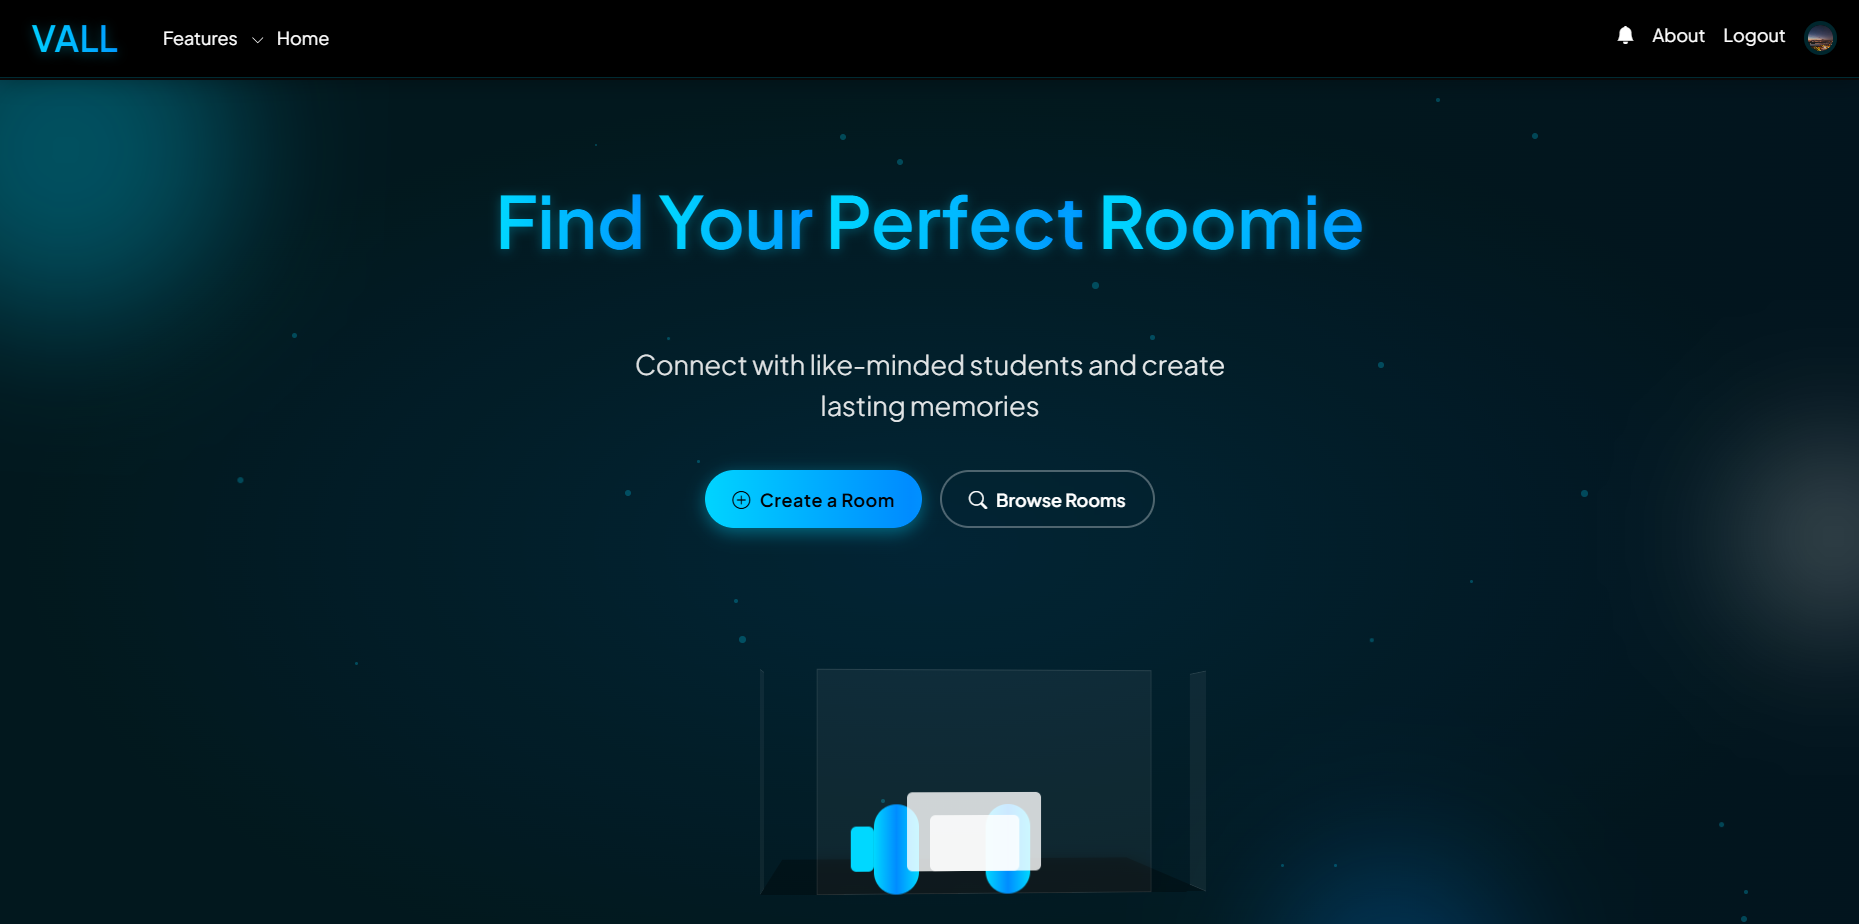 VALL
Features
Home
About
Logout
Find Your Perfect Roomie
Connect with like-minded students and create
lasting memories
Create a Room
Browse Rooms